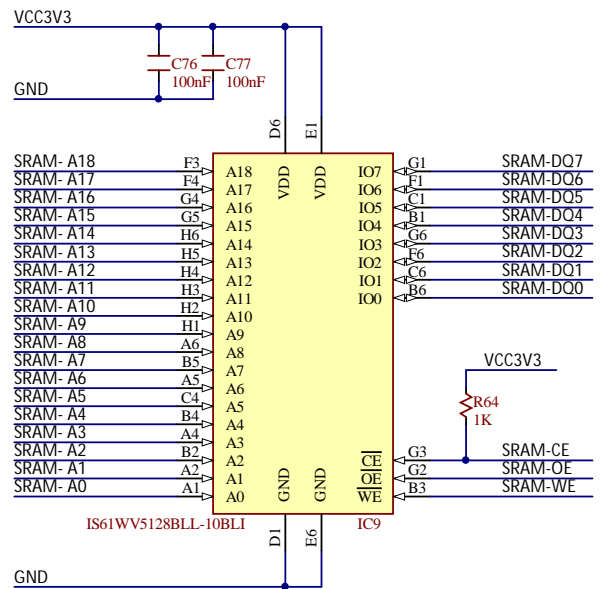 VCC3V3
C76 C77
100nF 100nF
GND
D6 E1
VDD VDD
SRAM- A18 F3 A18 IO7 G1 SRAM-DQ7
SRAM- A17 F4 A17 IO6 F1 SRAM-DQ6
SRAM- A16 G4 A16 IO5 C1 SRAM-DQ5
SRAM- A15 G5 A15 IO4 B1 SRAM-DQ4
SRAM- A14 H6 A14 IO3 G6 SRAM-DQ3
SRAM- A13 H5 A13 IO2 F6 SRAM-DQ2
SRAM- A12 H4 A12 IO1 C6 SRAM-DQ1
SRAM- A11 H3 A11 IO0 B6 SRAM-DQ0
SRAM- A10 H2 A10
SRAM- A9 H1 A9
SRAM- A8 A6 A8
SRAM- A7 B5 A7
VCC3V3
SRAM- A6 A5 A6
SRAM- A5 C4 A5
R64
SRAM- A4 B4 A4
1K
SRAM- A3 A4 A3
SRAM- A2 B2 A2 CE G3 SRAM-CE
SRAM- A1 A2 A1 OE G2 SRAM-OE
SRAM- A0 A1 A0 WE B3 SRAM-WE
GND GND
IS61WV5128BLL-10BLI IC9
D1 E6
GND